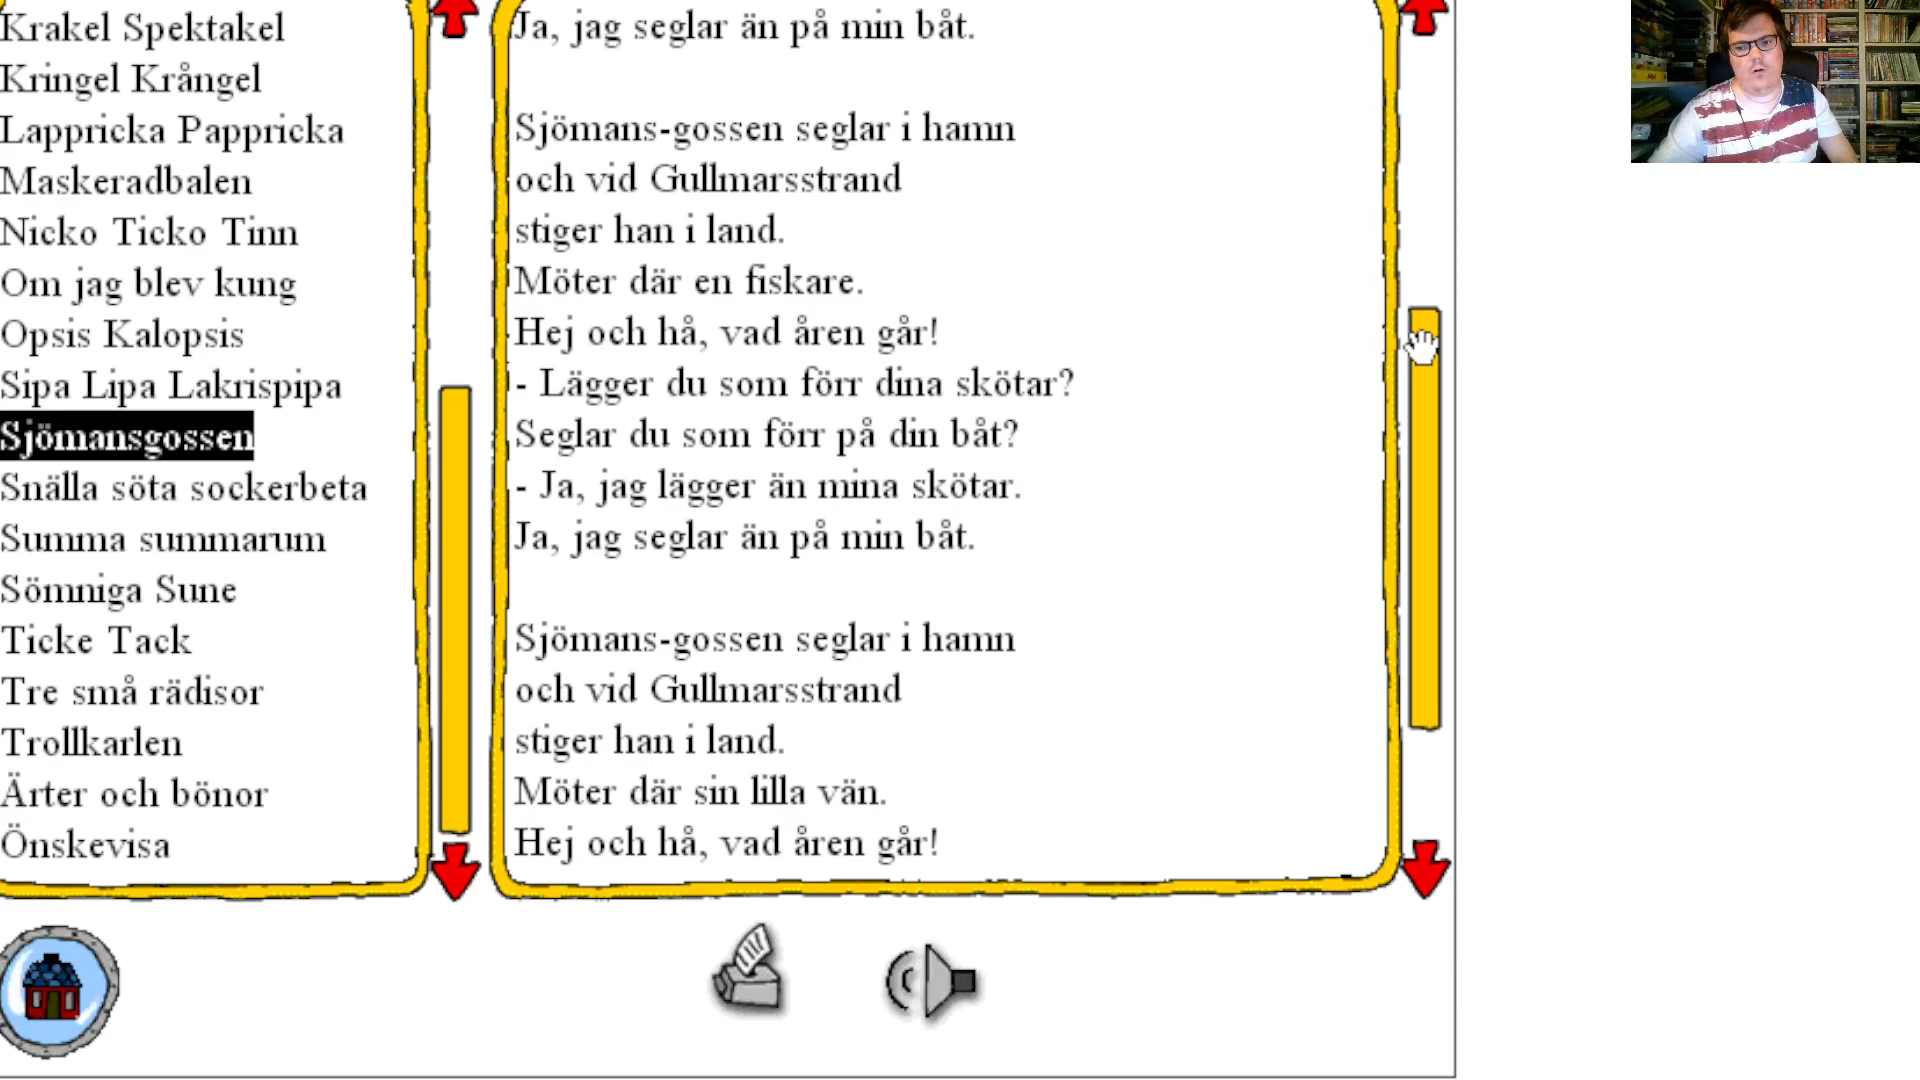 Krakel Spektakel
Kringel Krångel
Lappricka Pappricka
Maskeradbalen
Nicko Ticko Tinn
Om jag blev kung
Opsis Kalopsis
Sipa Lipa Lakrispipa
Sjömansgossen
Snälla söta sockerbeta
Summa summarum
Sömniga Sune
Ticke Tack
Tre små rädisor
Trollkarlen
Ärter och bönor
Önskevisa
Ja, jag seglar än på min båt.
Sjömans-gossen seglar i hamn
och vid Gullmarsstrand
stiger han i land.
Möter där en fiskare.
Hej och hå, vad åren går!
- Lägger du som förr dina skötar?
Seglar du som förr på din båt?
- Ja, jag lägger än mina skötar.
Ja, jag seglar än på min båt.
Sjömans-gossen seglar i hamn
och vid Gullmarsstrand
stiger han i land.
Möter där sin lilla vän.
Hej och hå, vad åren går!